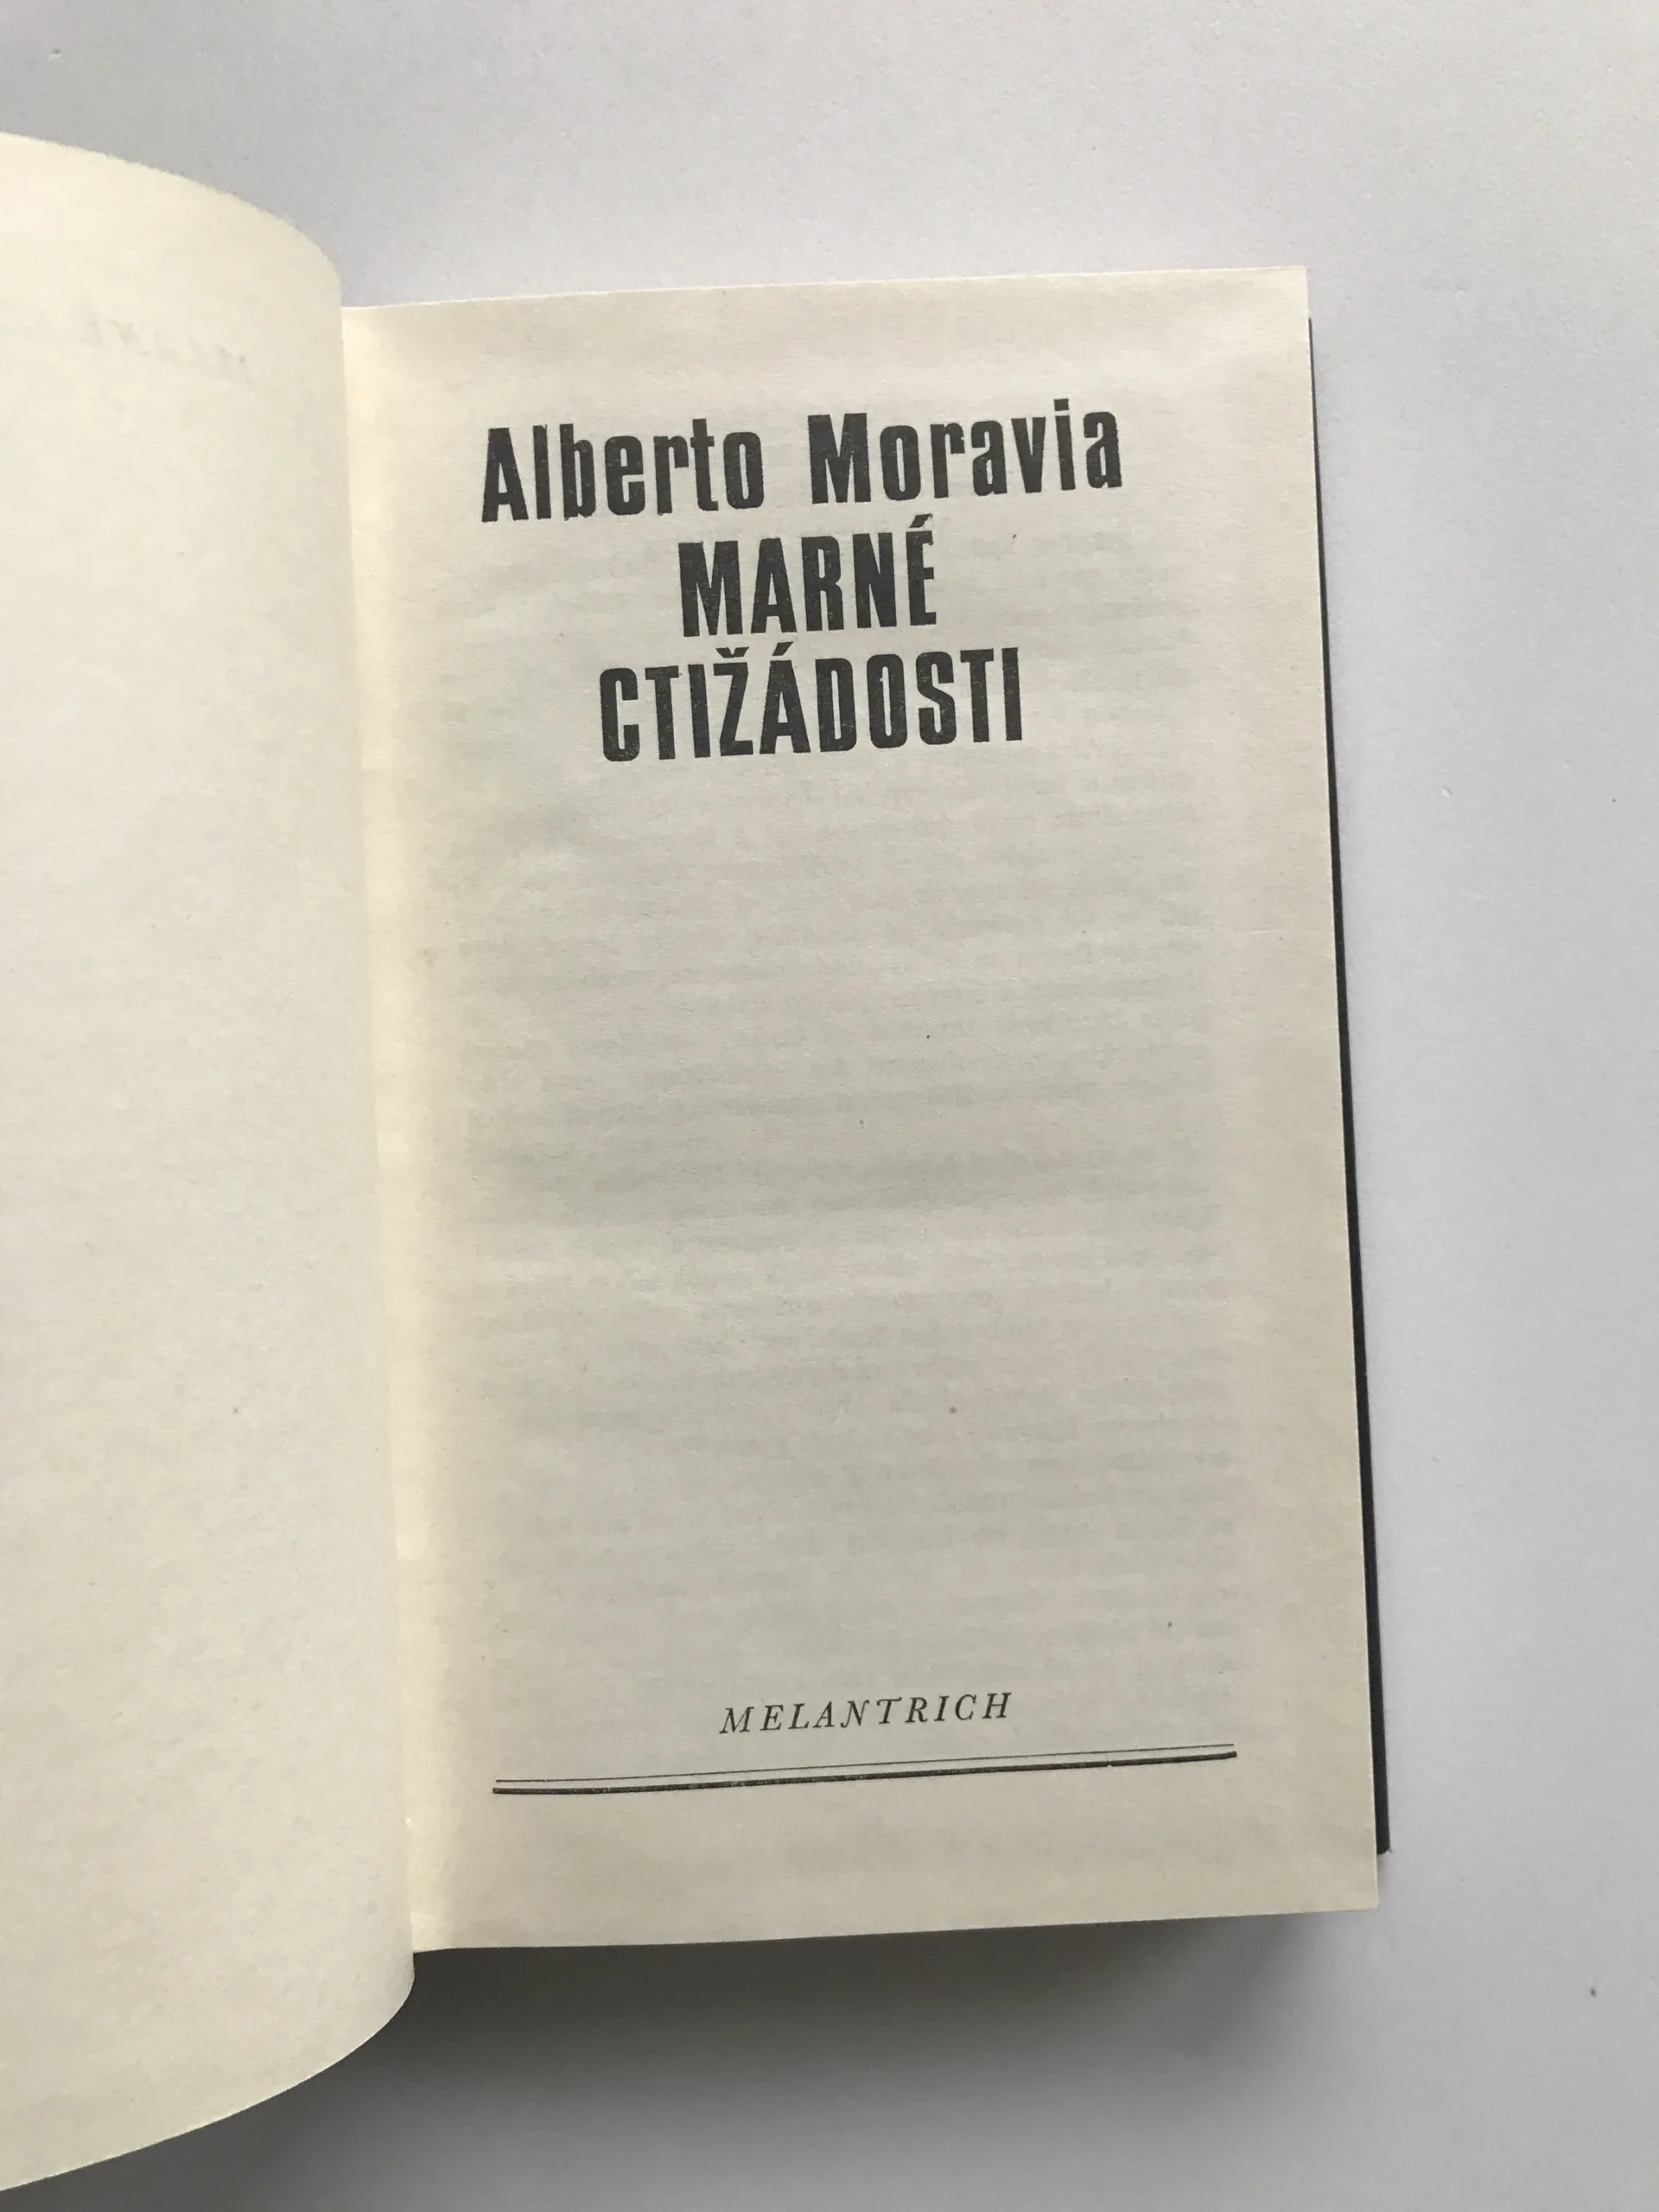 Alberto Moravia
MARNÉ
CTIŽÁDOSTI
MELANTRICH